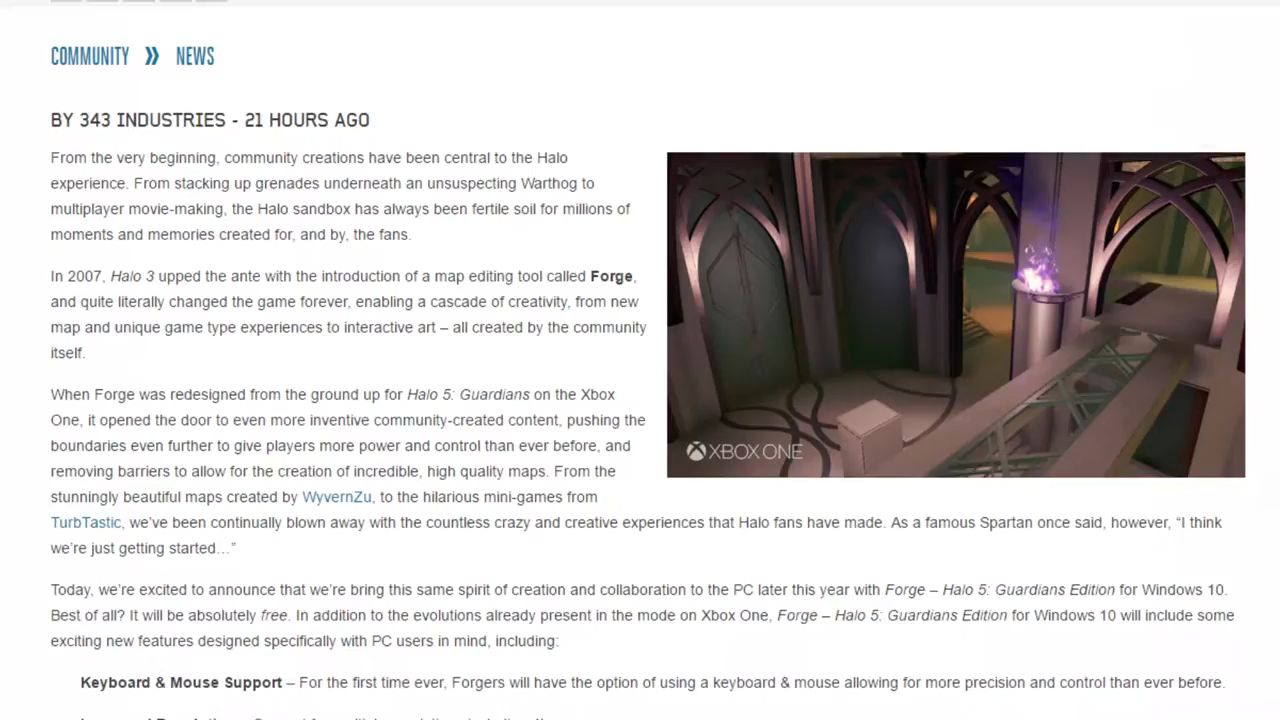 COMMUNITY » NEWS
BY 343 INDUSTRIES - 21 HOURS AGO
From the very beginning, community creations have been central to the Halo
experience. From stacking up grenades underneath an unsuspecting Warthog to
multiplayer movie-making, the Halo sandbox has always been fertile soil for millions of
moments and memories created for, and by, the fans.
In 2007, Halo 3 upped the ante with the introduction of a map editing tool called Forge,
and quite literally changed the game forever, enabling a cascade of creativity, from new
map and unique game type experiences to interactive art – all created by the community
itself.
When Forge was redesigned from the ground up for Halo 5: Guardians on the Xbox
One, it opened the door to even more inventive community-created content, pushing the
boundaries even further to give players more power and control than ever before, and
removing barriers to allow for the creation of incredible, high quality maps. From the
stunningly beautiful maps created by WyvernZu, to the hilarious mini-games from
TurbTastic, we’ve been continually blown away with the countless crazy and creative experiences that Halo fans have made. As a famous Spartan once said, however, “I think
we’re just getting started…”
XBOX ONE
Today, we’re excited to announce that we’re bring this same spirit of creation and collaboration to the PC later this year with Forge – Halo 5: Guardians Edition for Windows 10.
Best of all? It will be absolutely free. In addition to the evolutions already present in the mode on Xbox One, Forge – Halo 5: Guardians Edition for Windows 10 will include some
exciting new features designed specifically with PC users in mind, including:
Keyboard & Mouse Support – For the first time ever, Forgers will have the option of using a keyboard & mouse allowing for more precision and control than ever before.